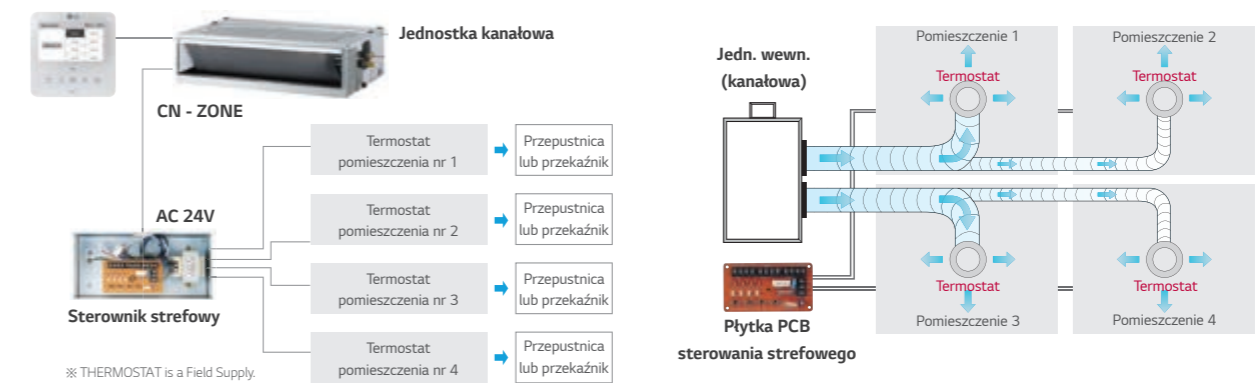 Jednostka kanałowa
CN - ZONE
AC 24V
Sterownik strefowy
Termostat
pomieszczenia nr 1
Przepustnica
lub przekaźnik
Termostat
pomieszczenia nr 2
Przepustnica
lub przekaźnik
Termostat
pomieszczenia nr 3
Przepustnica
lub przekaźnik
Termostat
pomieszczenia nr 4
Przepustnica
lub przekaźnik
※ THERMOSTAT is a Field Supply.
Jedn. wewn.
(kanałowa)
Płytka PCB
sterowania strefowego
Pomieszczenie 1
Termostat
Pomieszczenie 2
Termostat
Termostat
Pomieszczenie 3
Termostat
Pomieszczenie 4